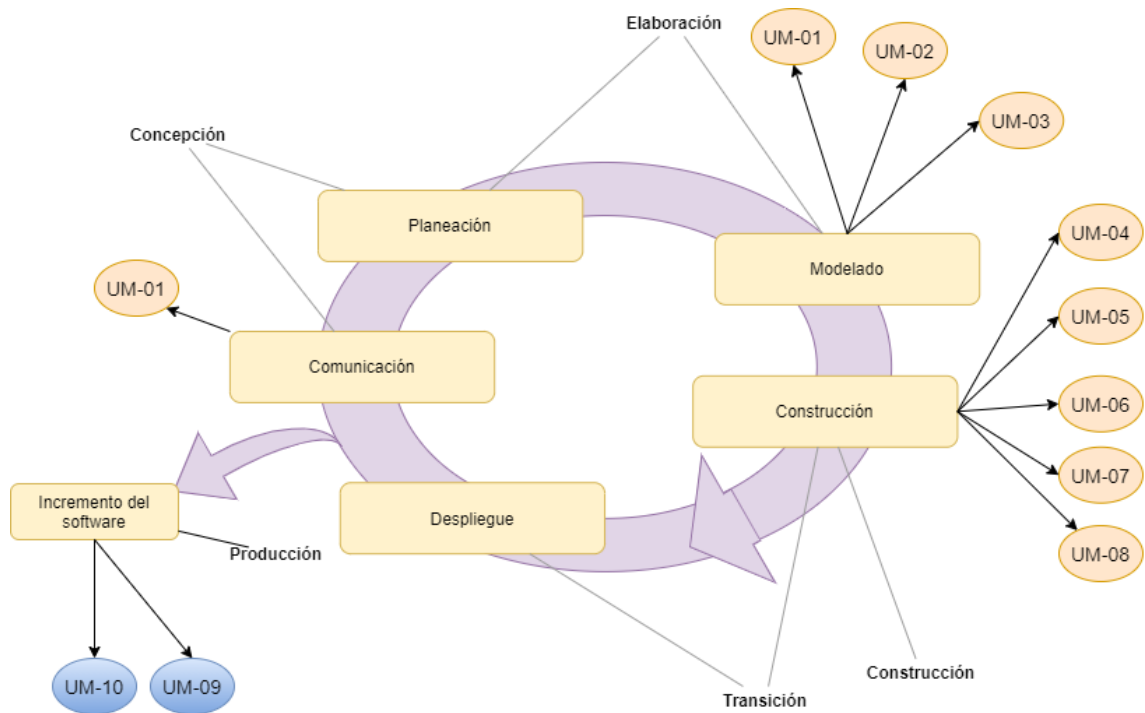 Elaboración
UM-01
UM-02
UM-03
Concepción
Planeación
UM-04
Modelado
UM-01
UM-05
Comunicación
Construcción
UM-06
UM-07
Incremento del
software
Despliegue
Producción
UM-08
UM-10
UM-09
Construcción
Transición